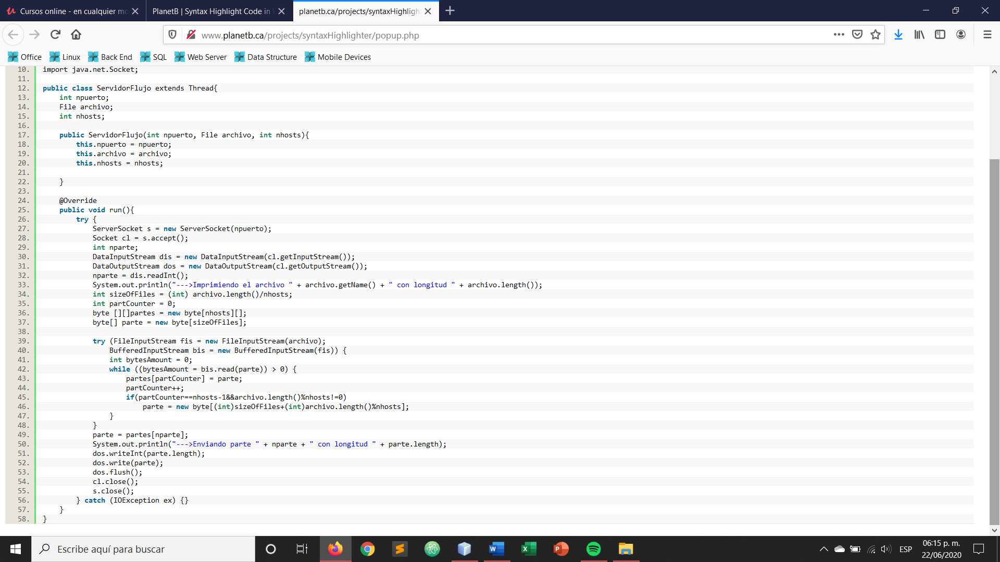 Cursos online - en cualquier mo
PlanetB | Syntax Highlight Code in
planetb.ca/projects/syntaxHighligh
www.planetb.ca/projects/syntaxHighlighter/popup.php
Office
Linux
Back End
SQL
Web Server
Data Structure
Mobile Devices
10. import java.net.Socket;
11.
12. public class ServidorFlujo extends Thread{
13. int npuerto;
14. File archivo;
15. int nhosts;
16.
17. public ServidorFlujo(int npuerto, File archivo, int nhosts){
18. this.npuerto = npuerto;
19. this.archivo = archivo;
20. this.nhosts = nhosts;
21.
22. }
23.
24. @Override
25. public void run(){
26. try {
27. ServerSocket s = new ServerSocket(npuerto);
28. Socket cl = s.accept();
29. int nparte;
30. DataInputStream dis = new DataInputStream(cl.getInputStream());
31. DataOutputStream dos = new DataOutputStream(cl.getOutputStream());
32. nparte = dis.readInt();
33. System.out.println("--->Imprimiendo el archivo " + archivo.getName() + " con longitud " + archivo.length());
34. int sizeOfFiles = (int) archivo.length()/nhosts;
35. int partCounter = 0;
36. byte [][]partes = new byte[nhosts][];
37. byte[] parte = new byte[sizeOfFiles];
38.
39. try (FileInputStream fis = new FileInputStream(archivo);
40. BufferedInputStream bis = new BufferedInputStream(fis)) {
41. int bytesAmount = 0;
42. while ((bytesAmount = bis.read(parte)) > 0) {
43. partes[partCounter] = parte;
44. partCounter++;
45. if(partCounter==nhosts-1&&archivo.length()%nhosts!=0)
46. parte = new byte[(int)sizeOfFiles+(int)archivo.length()%nhosts];
47. }
48. }
49. parte = partes[nparte];
50. System.out.println("--->Enviando parte " + nparte + " con longitud " + parte.length);
51. dos.writeInt(parte.length);
52. dos.write(parte);
53. dos.flush();
54. cl.close();
55. s.close();
56. } catch (IOException ex) {}
57. }
58. }
Escribe aquí para buscar
ESP
06:15 p. m.
22/06/2020